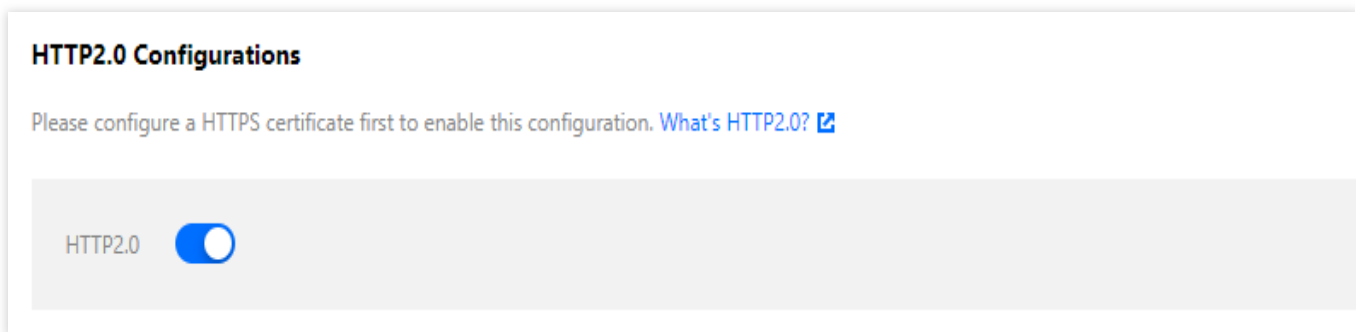 HTTP2.0 Configurations
Please configure a HTTPS certificate first to enable this configuration. What's HTTP2.0?
HTTP2.0